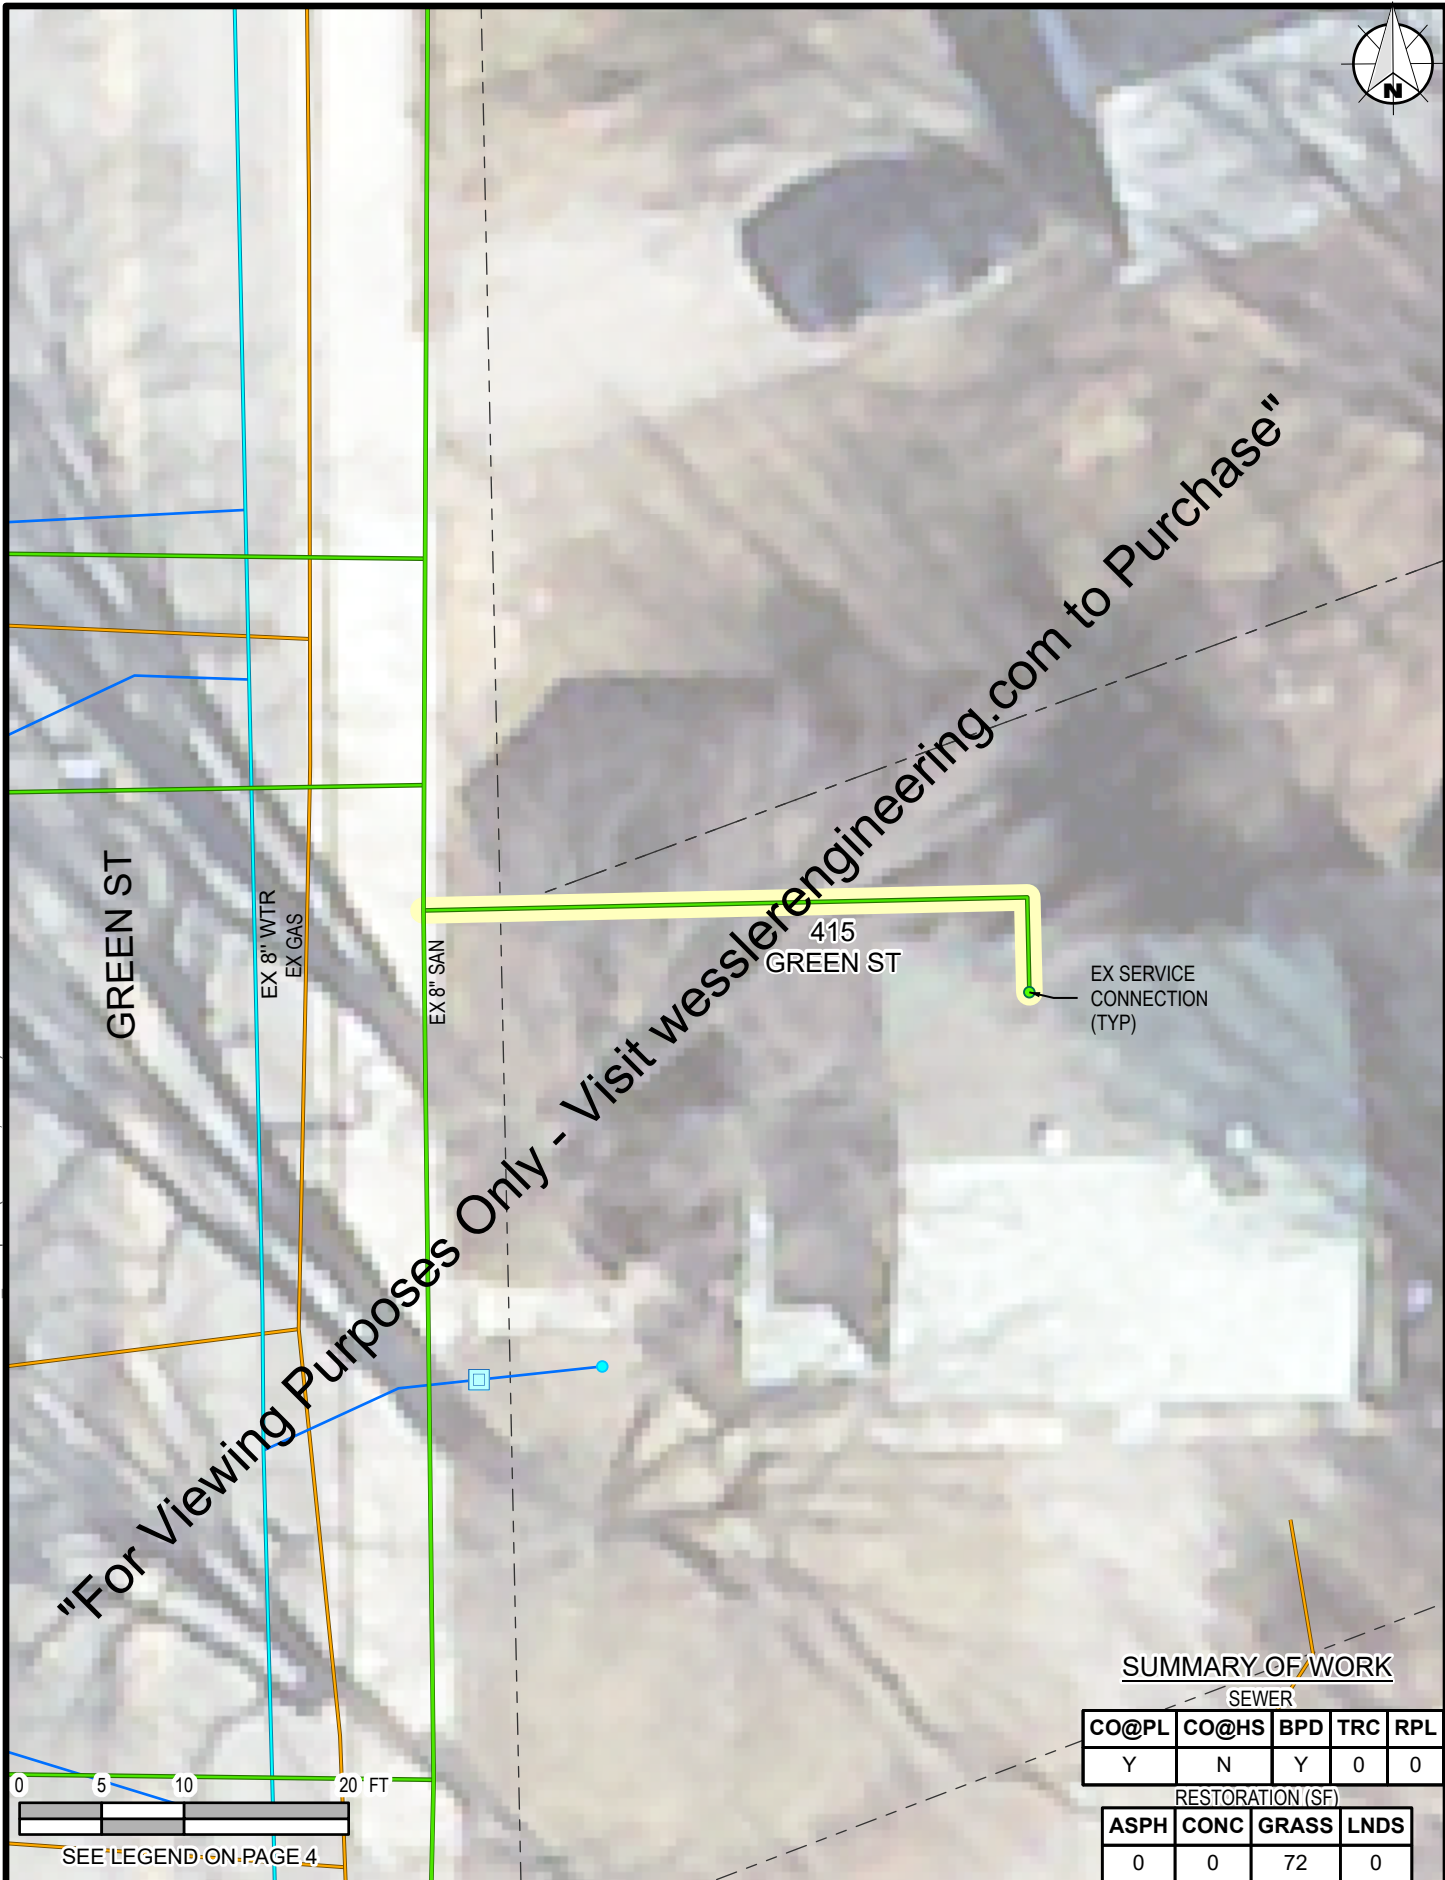 N
"For Viewing Purposes Only - Visit wesslerengineering.com to Purchase"
GREEN ST
EX 8" WTR
EX GAS
EX 8" SAN
415
GREEN ST
EX SERVICE
CONNECTION
(TYP)
0 5 10 20 FT
SEE LEGEND ON PAGE 4
SUMMARY OF WORK
SEWER
CO@PL CO@HS BPD TRC RPL
Y N Y 0 0
RESTORATION (SF)
ASPH CONC GRASS LNDS
0 0 72 0